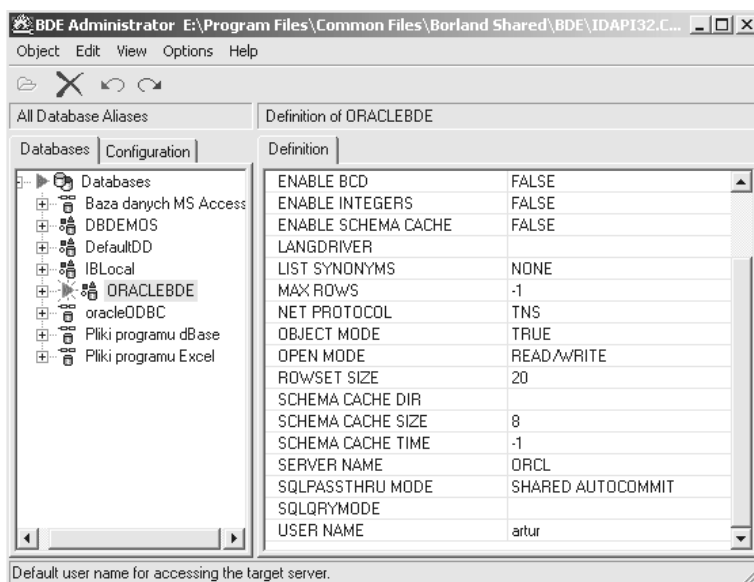 BDE Administrator E:\Program Files\Common Files\Borland Shared\BDE\IDAPI32.C...
Object Edit View Options Help
All Database Aliases
Definition of ORACLEBDE
Databases Configuration
Definition
Databases
Baza danych MS Access
DBDEMOS
DefaultDD
IBLocal
ORACLEBDE
oracleODBC
Pliki programu dBase
Pliki programu Excel
ENABLE BCD FALSE
ENABLE INTEGERS FALSE
ENABLE SCHEMA CACHE FALSE
LANGDRIVER
LIST SYNONYMS NONE
MAX ROWS -1
NET PROTOCOL TNS
OBJECT MODE TRUE
OPEN MODE READ/WRITE
ROWSET SIZE 20
SCHEMA CACHE DIR
SCHEMA CACHE SIZE 8
SCHEMA CACHE TIME -1
SERVER NAME ORCL
SQLPASSTHRU MODE SHARED AUTOCOMMIT
SQLQRYMODE
USER NAME artur
Default user name for accessing the target server.